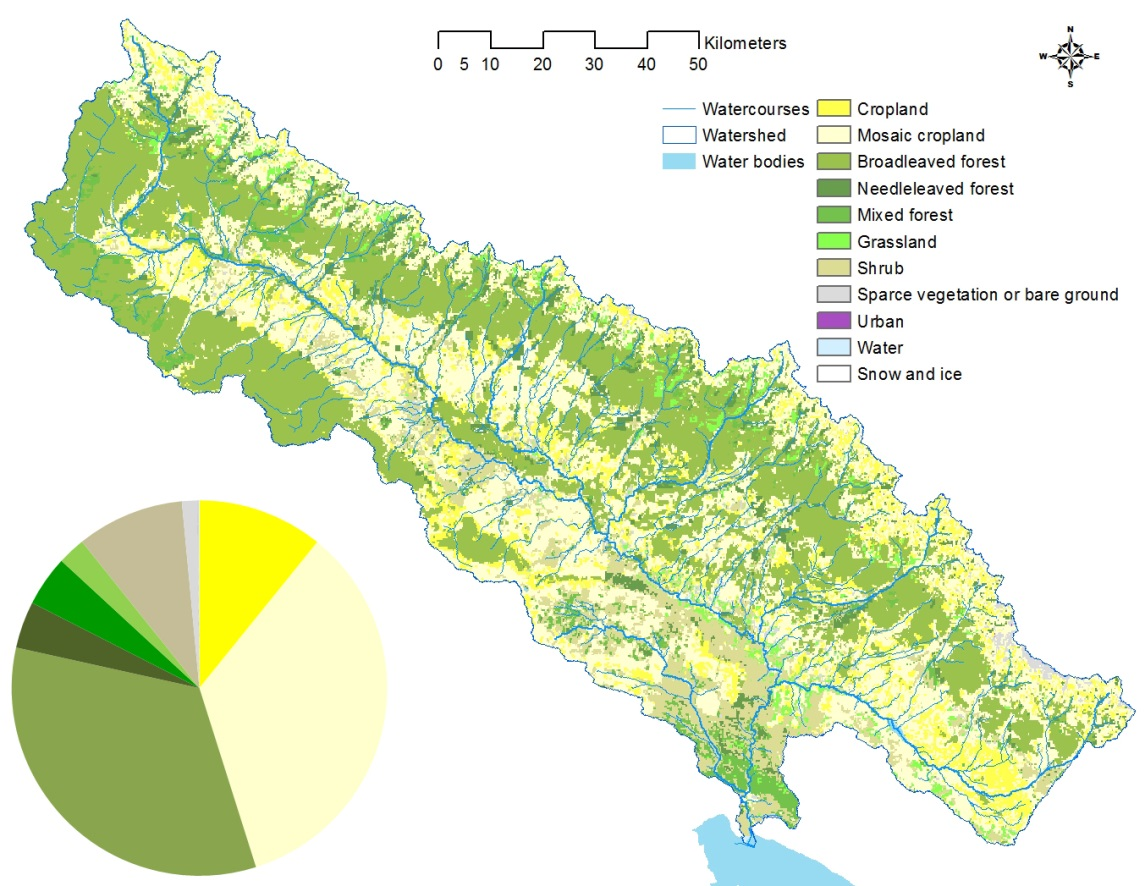 Kilometers
0 5 10 20 30 40 50
N
W E
S
Watercourses
Watershed
Water bodies
Cropland
Mosaic cropland
Broadleaved forest
Needleleaved forest
Mixed forest
Grassland
Shrub
Sparce vegetation or bare ground
Urban
Water
Snow and ice